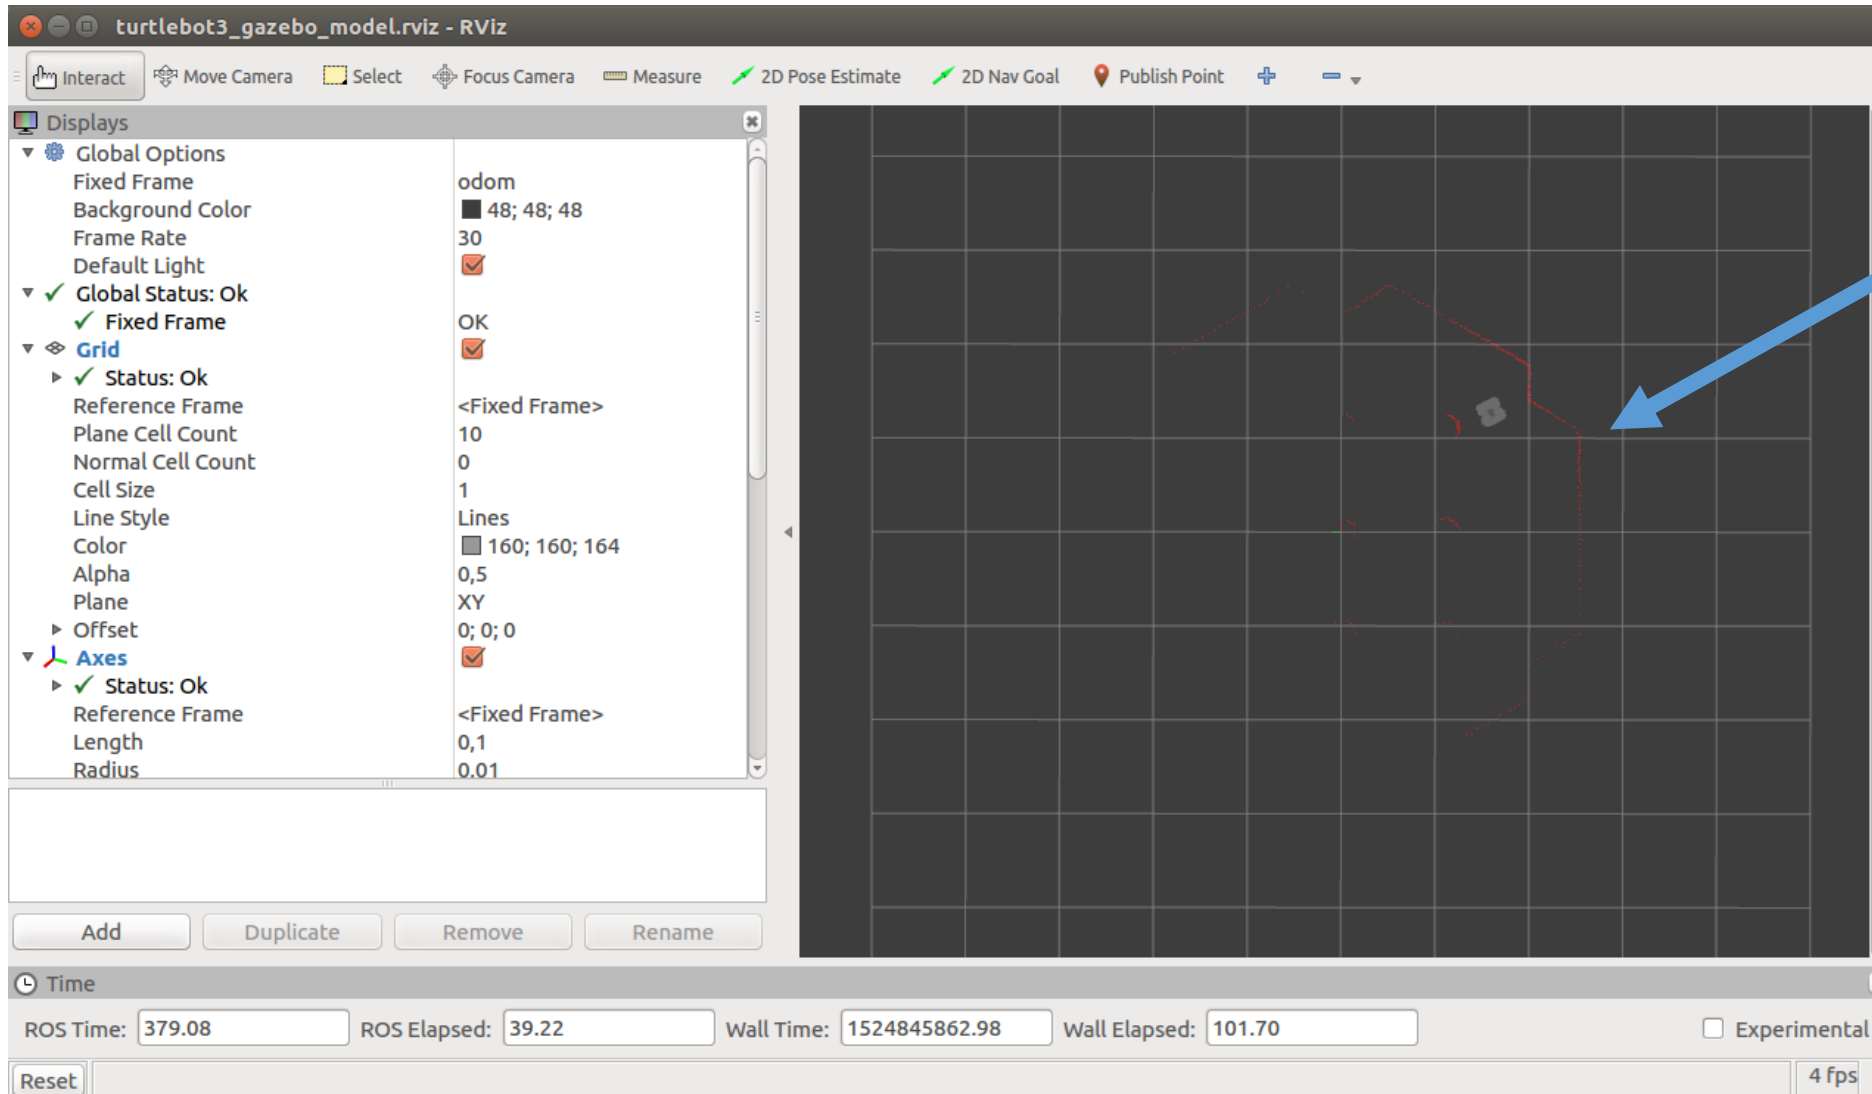 turtlebot3_gazebo_model.rviz - RViz
Interact Move Camera Select Focus Camera Measure 2D Pose Estimate 2D Nav Goal Publish Point
Displays
Global Options
Fixed Frame odom
Background Color 48; 48; 48
Frame Rate 30
Default Light
Global Status: Ok
Fixed Frame OK
Grid
Status: Ok
Reference Frame <Fixed Frame>
Plane Cell Count 10
Normal Cell Count 0
Cell Size 1
Line Style Lines
Color 160; 160; 164
Alpha 0,5
Plane XY
Offset 0; 0; 0
Axes
Status: Ok
Reference Frame <Fixed Frame>
Length 0,1
Radius 0.01
Add Duplicate Remove Rename
Time
ROS Time: 379.08 ROS Elapsed: 39.22 Wall Time: 1524845862.98 Wall Elapsed: 101.70 Experimental
Reset 4 fps